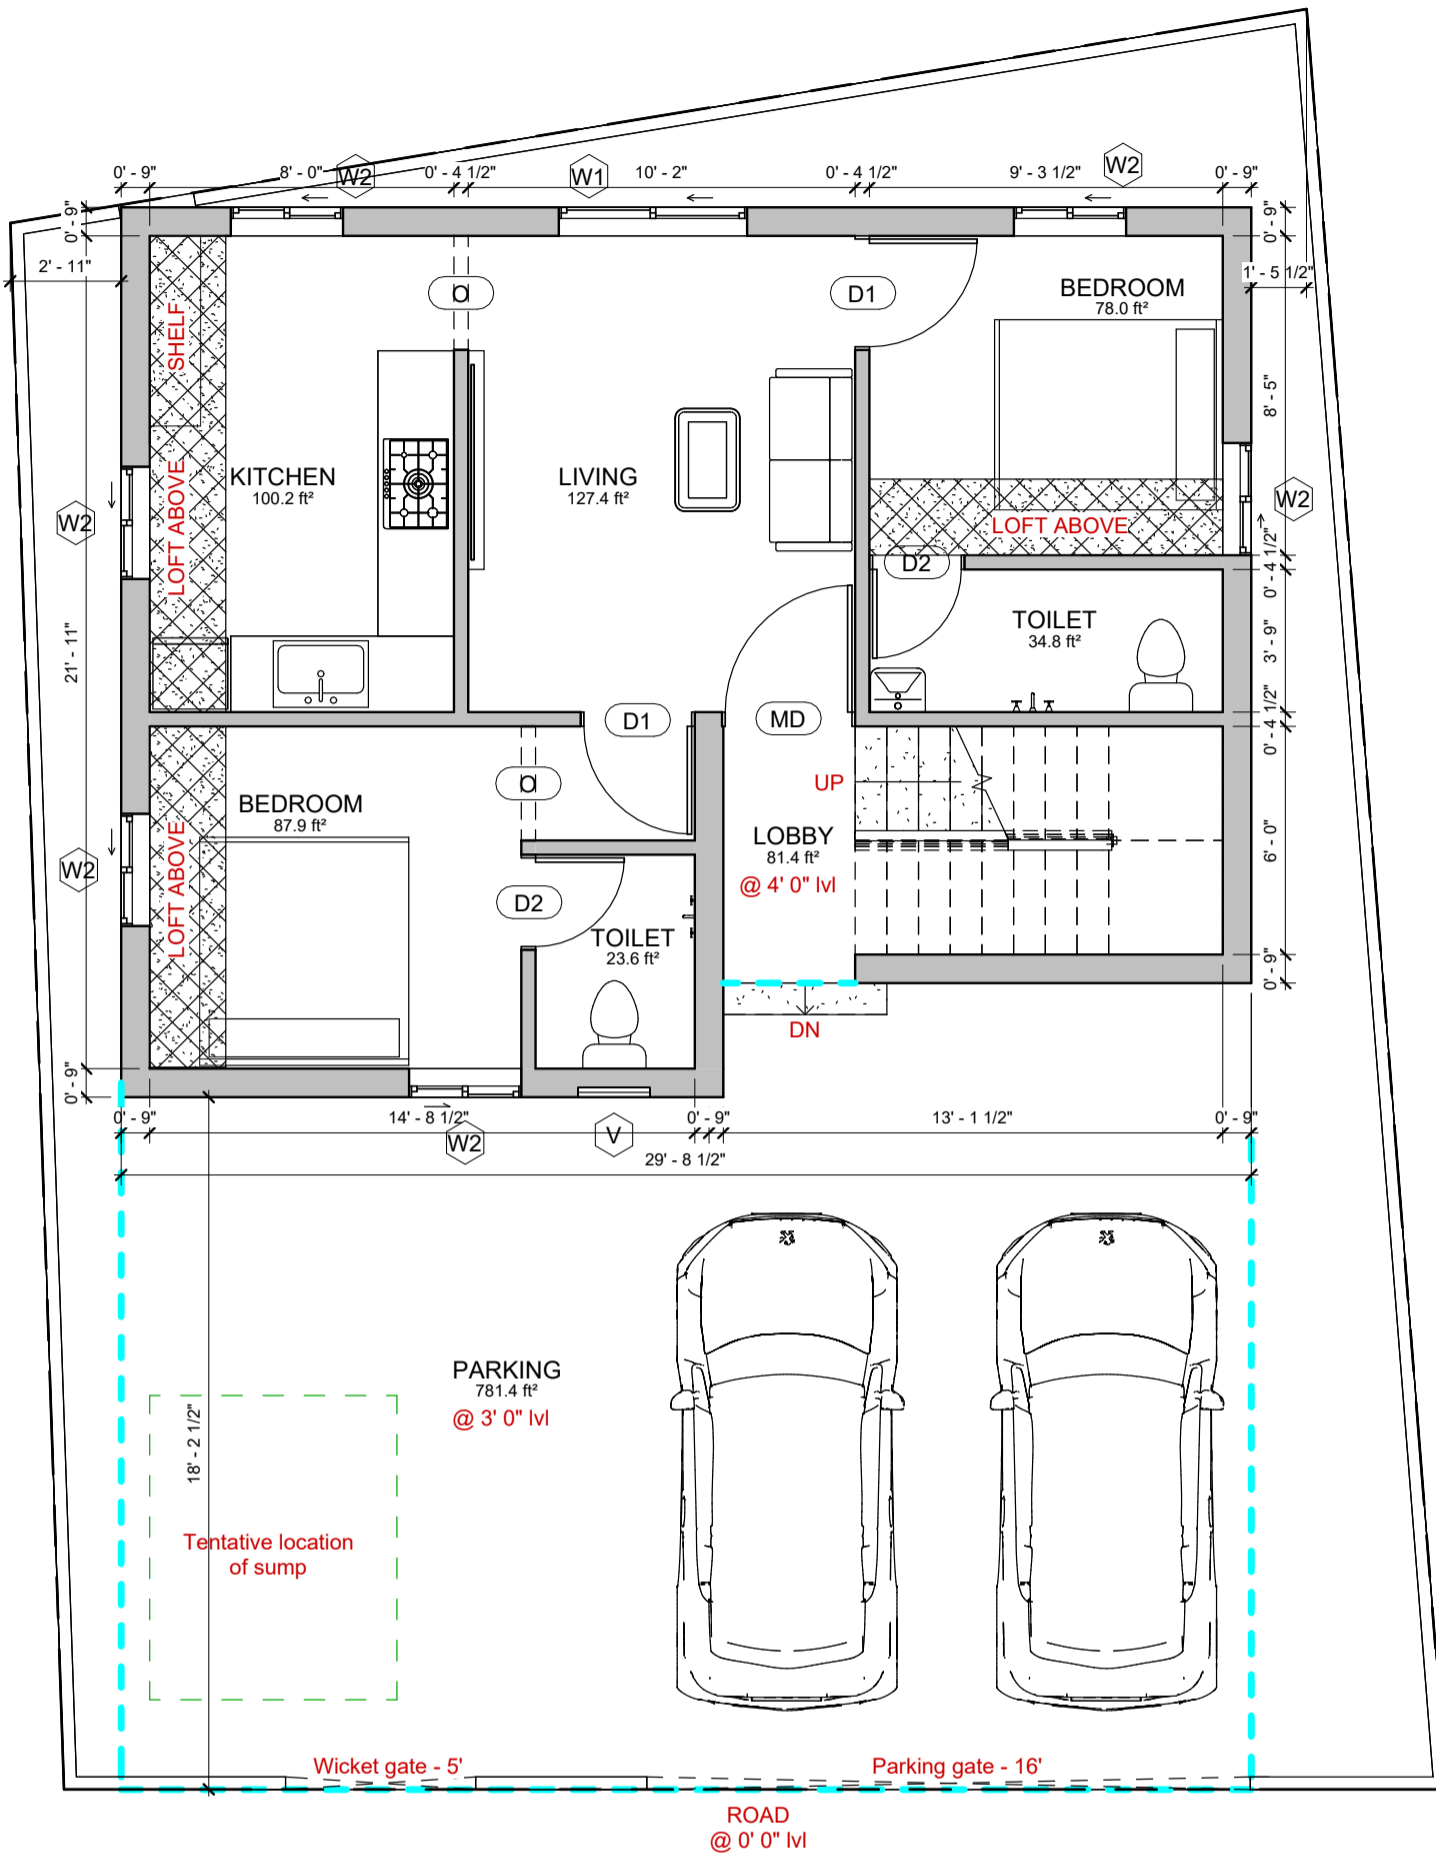 0' - 9"
8' - 0"
W2
0' - 4 1/2"
W1
10' - 2"
0' - 4 1/2"
9' - 3 1/2"
W2
0' - 9"
0' - 9"
0' - 9"
2' - 11"
1' - 5 1/2"
O
D1
BEDROOM
78.0 ft²
SHELF
8' - 5"
KITCHEN
100.2 ft²
LIVING
127.4 ft²
W2
W2
LOFT ABOVE
LOFT ABOVE
0' - 4 1/2"
D2
TOILET
34.8 ft²
3' - 9"
21' - 11"
0' - 4 1/2"
D1
MD
O
UP
BEDROOM
87.9 ft²
LOBBY
81.4 ft²
@ 4' 0" lvl
6' - 0"
W2
LOFT ABOVE
D2
TOILET
23.6 ft²
0' - 9"
DN
0' - 9"
0' - 9"
14' - 8 1/2"
W2
V
0' - 9"
13' - 1 1/2"
0' - 9"
29' - 8 1/2"
PARKING
781.4 ft²
@ 3' 0" lvl
18' - 2 1/2"
Tentative location
of sump
Wicket gate - 5'
Parking gate - 16'
ROAD
@ 0' 0" lvl